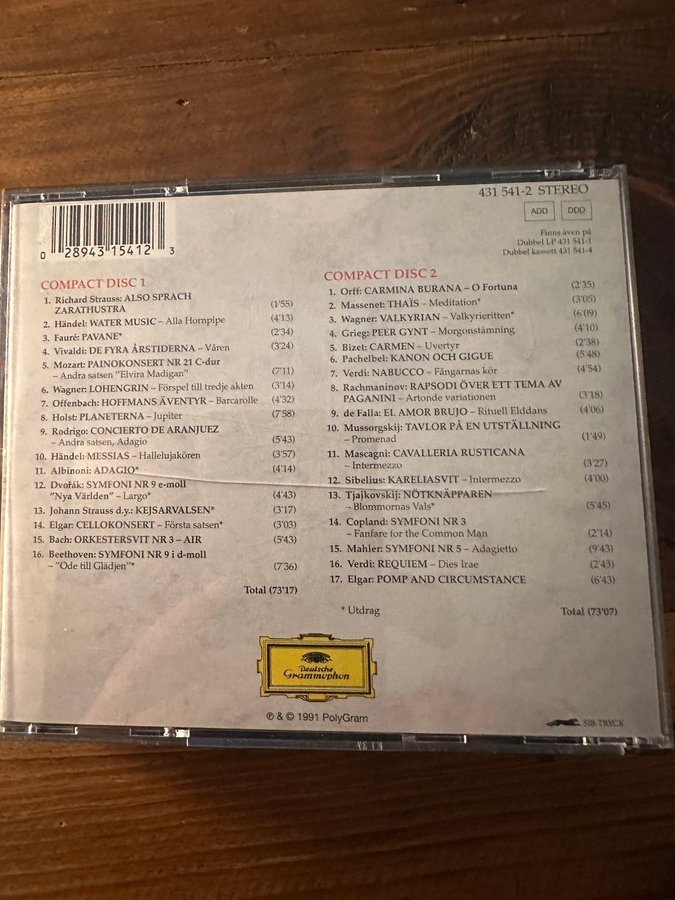 431 541-2 STEREO
ADD DDD
0 28943 15412 3
Finns även på
Dubbel LP 431 541-1
Dubbel kassett 431 541-4
COMPACT DISC 1
1. Richard Strauss: ALSO SPRACH
ZARATHUSTRA (1'55)
2. Händel: WATER MUSIC – Alla Hornpipe (4'13)
3. Fauré: PAVANE* (2'34)
4. Vivaldi: DE FYRA ÅRSTIDERNA – Våren (3'24)
5. Mozart: PAINOKONSERT NR 21 C-dur
– Andra satsen "Elvira Madigan" (7'11)
6. Wagner: LOHENGRIN – Förspel till tredje akten (3'14)
7. Offenbach: HOFFMANS ÄVENTYR – Barcarolle (4'32)
8. Holst: PLANETERNA – Jupiter (7'58)
9. Rodrigo: CONCIERTO DE ARANJUEZ
– Andra satsen, Adagio (5'43)
10. Händel: MESSIAS – Hallelujakören (3'57)
11. Albinoni: ADAGIO* (4'14)
12. Dvořák: SYMFONI NR 9 e-moll
"Nya Världen" – Largo* (4'43)
13. Johann Strauss d.y.: KEJSARVALSEN* (3'17)
14. Elgar: CELLOKONSERT – Första satsen* (3'03)
15. Bach: ORKESTERSVIT NR 3 – AIR (5'43)
16. Beethoven: SYMFONI NR 9 i d-moll
– "Ode till Glädjen"* (7'36)
Total (73'17)
COMPACT DISC 2
1. Orff: CARMINA BURANA – O Fortuna (2'35)
2. Massenet: THAÏS – Meditation* (3'05)
3. Wagner: VALKYRIAN – Valkyrieritten* (6'09)
4. Grieg: PEER GYNT – Morgonstämning (4'10)
5. Bizet: CARMEN – Uvertyr (2'38)
6. Pachelbel: KANON OCH GIGUE (5'48)
7. Verdi: NABUCCO – Fångarnas kör (4'54)
8. Rachmaninov: RAPSODI ÖVER ETT TEMA AV
PAGANINI – Artonde variationen (3'18)
9. de Falla: EL AMOR BRUJO – Rituell Elddans (4'06)
10. Mussorgskij: TAVLOR PÅ EN UTSTÄLLNING
– Promenad (1'49)
11. Mascagni: CAVALLERIA RUSTICANA
– Intermezzo (3'27)
12. Sibelius: KARELIASVIT – Intermezzo (4'00)
13. Tjajkovskij: NÖTKNÄPPAREN
– Blommornas Vals* (5'45)
14. Copland: SYMFONI NR 3
– Fanfare for the Common Man (2'14)
15. Mahler: SYMFONI NR 5 – Adagietto (9'43)
16. Verdi: REQUIEM – Dies Irae (2'43)
17. Elgar: POMP AND CIRCUMSTANCE (6'43)
* Utdrag Total (73'07)
Deutsche
Grammophon
℗ & © 1991 PolyGram
SIB-TRYCK